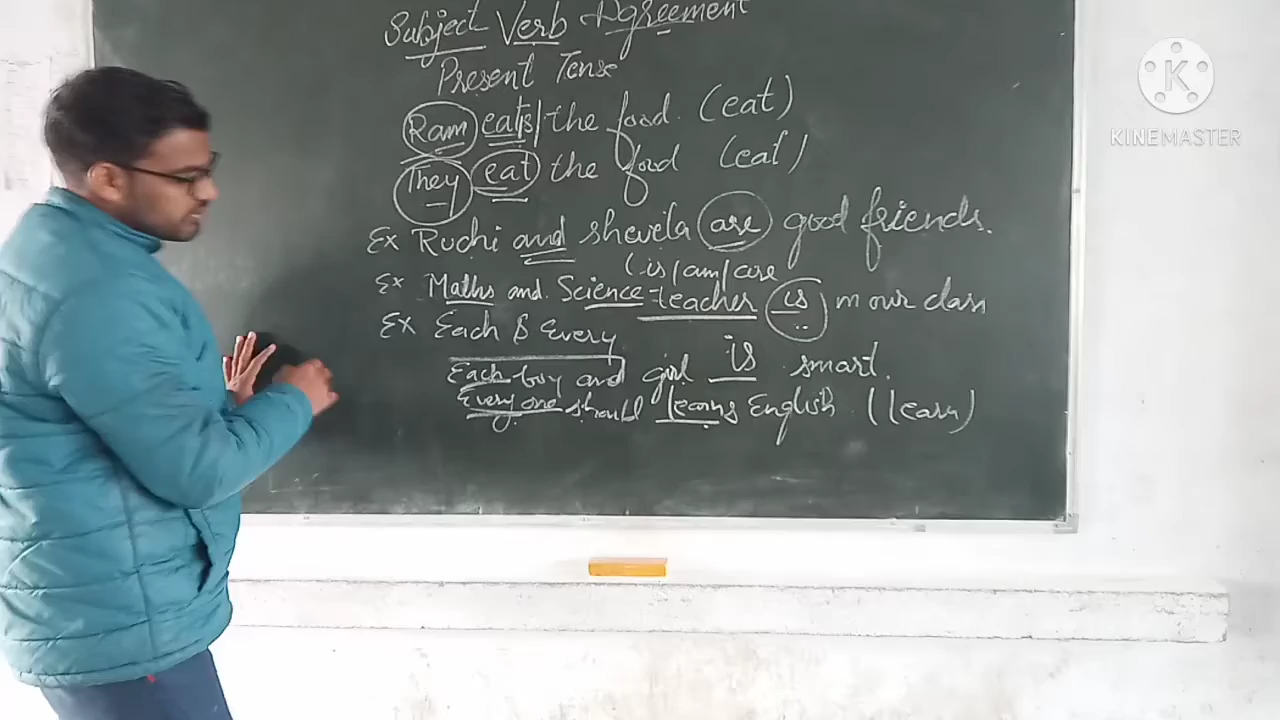 Subject Verb Agreement
Present Tense
Ram eats the food. (eat)
They eat the food (eat)
Ex Ruchi and shevela are good friends.
(is/am/are
Ex Maths and Science teacher is in our class
Ex Each & Every
Each boy and girl is smart.
Every one should learns English (learn)
K
KINEMASTER